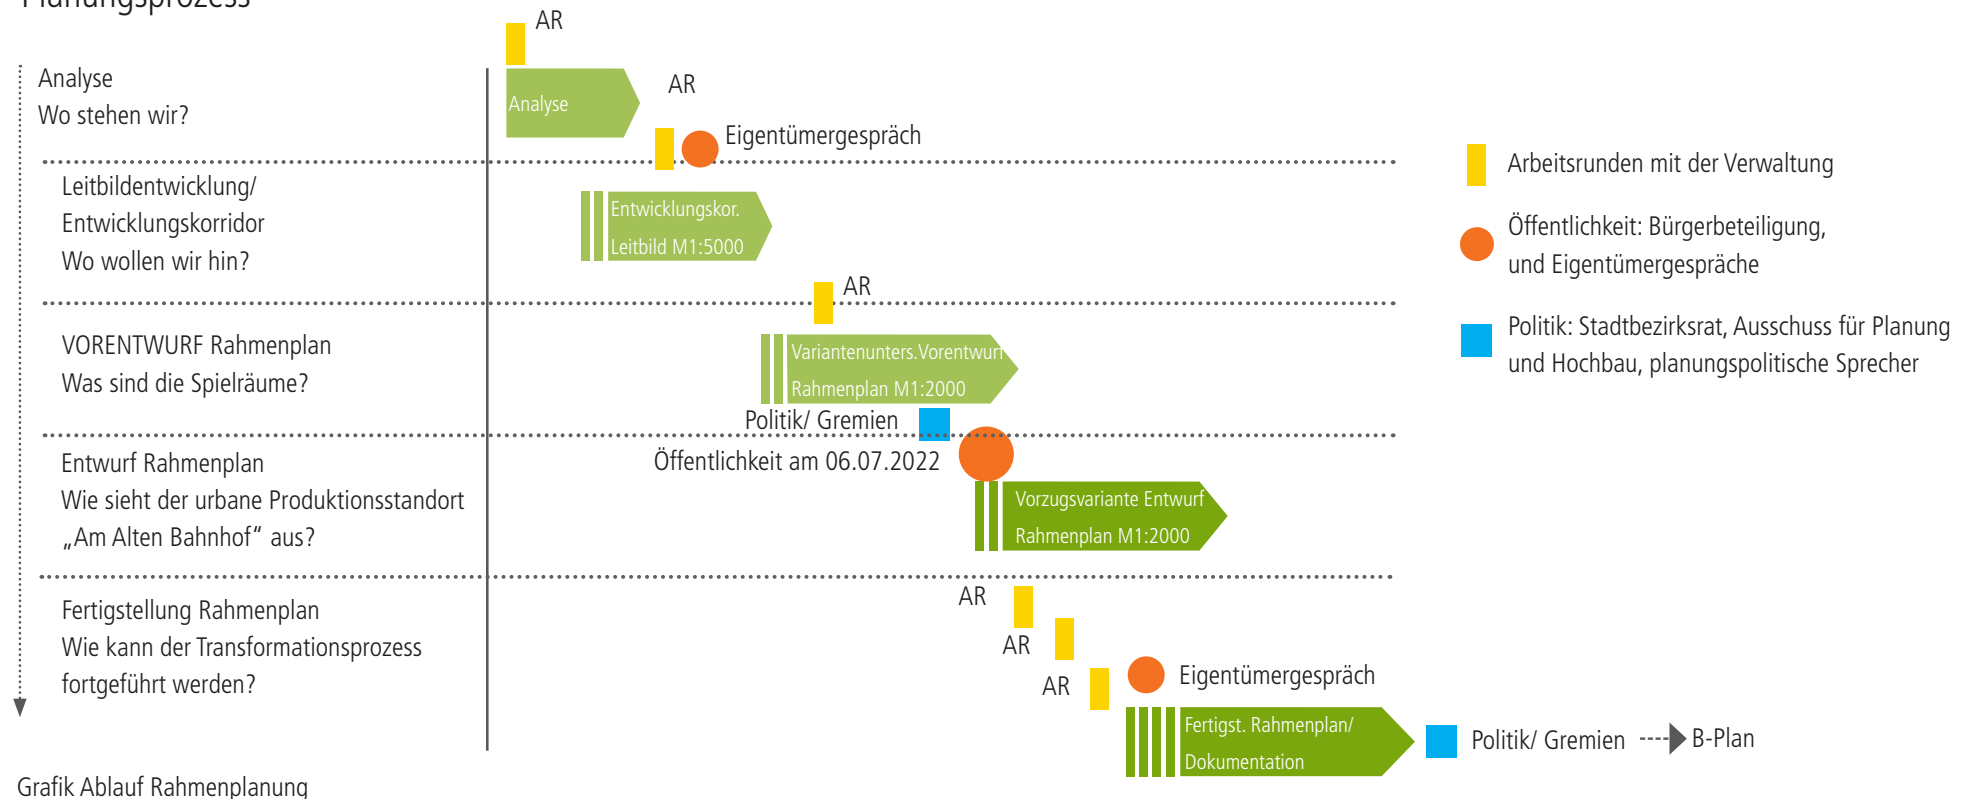 Planungsprozess
AR
Analyse
Wo stehen wir?
Analyse
AR
Eigentümergespräch
Leitbildentwicklung/
Entwicklungskorridor
Wo wollen wir hin?
Entwicklungskor.
Leitbild M1:5000
AR
VORENTWURF Rahmenplan
Was sind die Spielräume?
Variantenunters.Vorentwurf
Rahmenplan M1:2000
Politik/ Gremien
Öffentlichkeit am 06.07.2022
Entwurf Rahmenplan
Wie sieht der urbane Produktionsstandort
„Am Alten Bahnhof“ aus?
Vorzugsvariante Entwurf
Rahmenplan M1:2000
Fertigstellung Rahmenplan
Wie kann der Transformationsprozess
fortgeführt werden?
AR
AR
AR
Eigentümergespräch
Fertigst. Rahmenplan/
Dokumentation
Politik/ Gremien
B-Plan
Arbeitsrunden mit der Verwaltung
Öffentlichkeit: Bürgerbeteiligung,
und Eigentümergespräche
Politik: Stadtbezirksrat, Ausschuss für Planung
und Hochbau, planungspolitische Sprecher
Grafik Ablauf Rahmenplanung